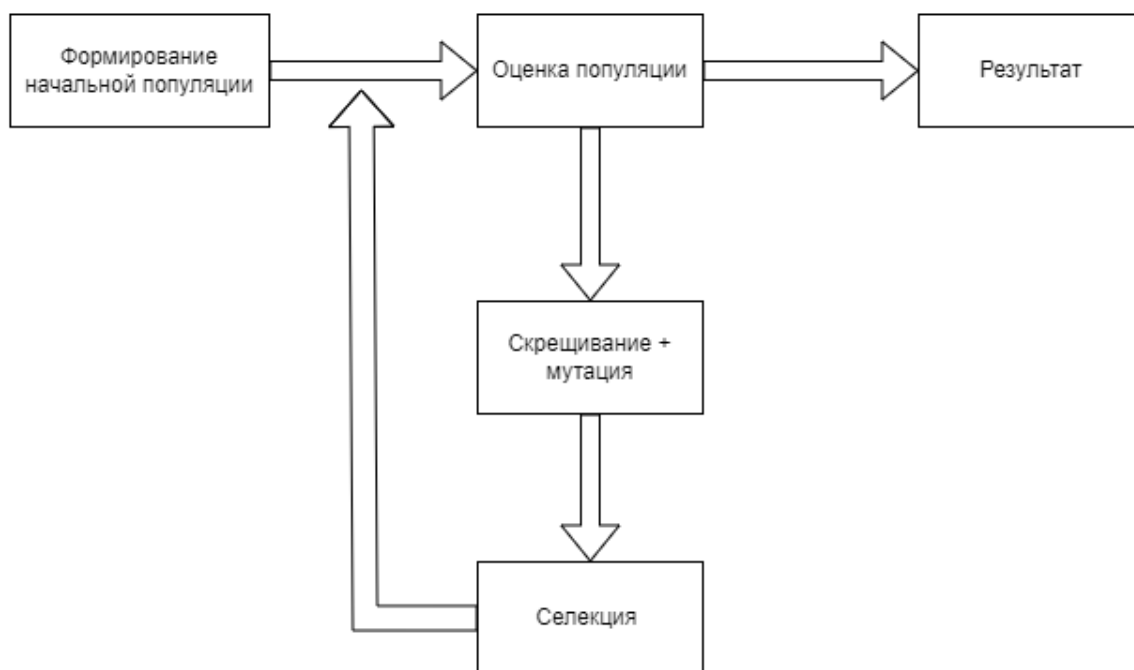 Формирование
начальной популяции
Оценка популяции
Результат
Скрещивание +
мутация
Селекция